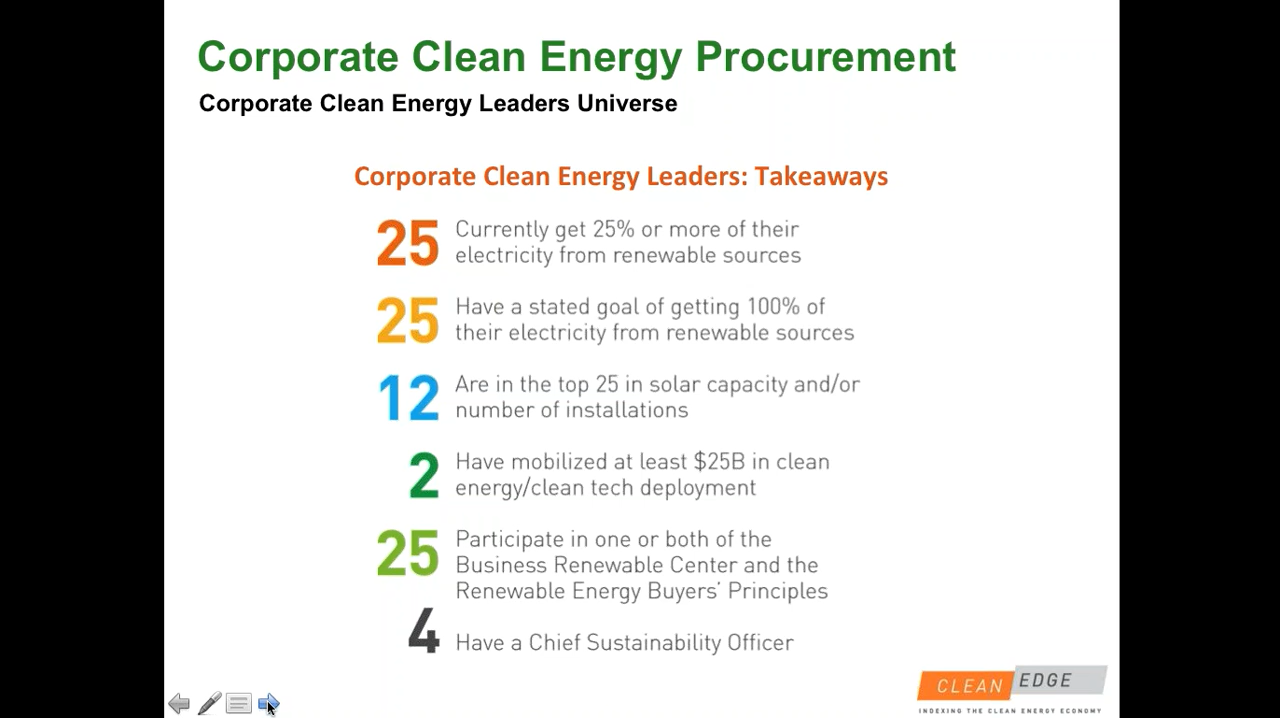 Corporate Clean Energy Procurement
Corporate Clean Energy Leaders Universe
Corporate Clean Energy Leaders: Takeaways
25 Currently get 25% or more of their
electricity from renewable sources
25 Have a stated goal of getting 100% of
their electricity from renewable sources
12 Are in the top 25 in solar capacity and/or
number of installations
2 Have mobilized at least $25B in clean
energy/clean tech deployment
25 Participate in one or both of the
Business Renewable Center and the
Renewable Energy Buyers' Principles
4 Have a Chief Sustainability Officer
CLEAN EDGE
INDEXING THE CLEAN ENERGY ECONOMY